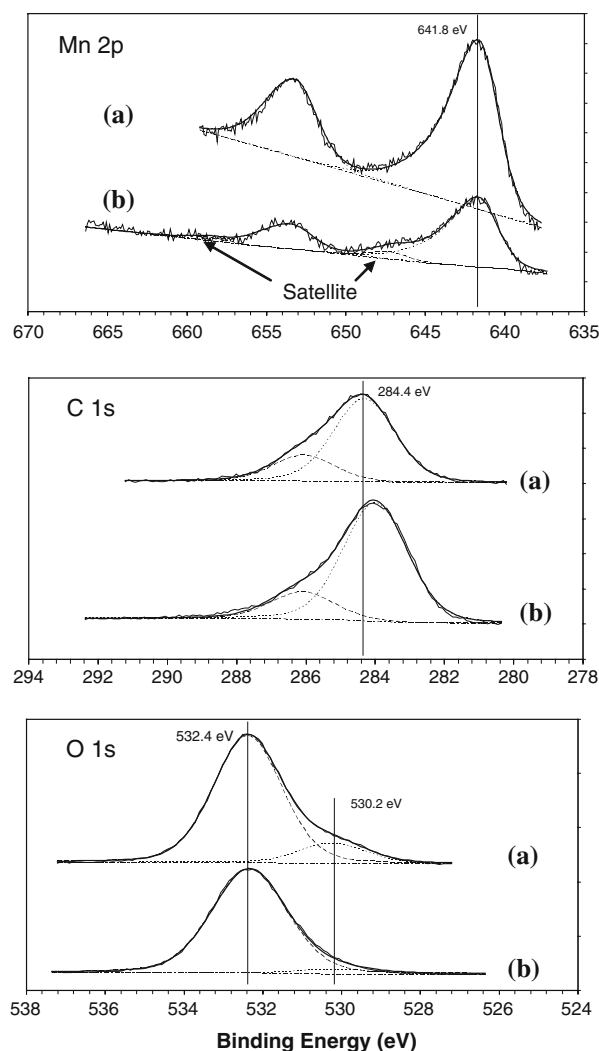 Mn 2p
641.8 eV
(a)
(b)
Satellite
670 665 660 655 650 645 640 635
C 1s
284.4 eV
(a)
(b)
294 292 290 288 286 284 282 280 278
O 1s
532.4 eV
530.2 eV
(a)
(b)
538 536 534 532 530 528 526 524
Binding Energy (eV)